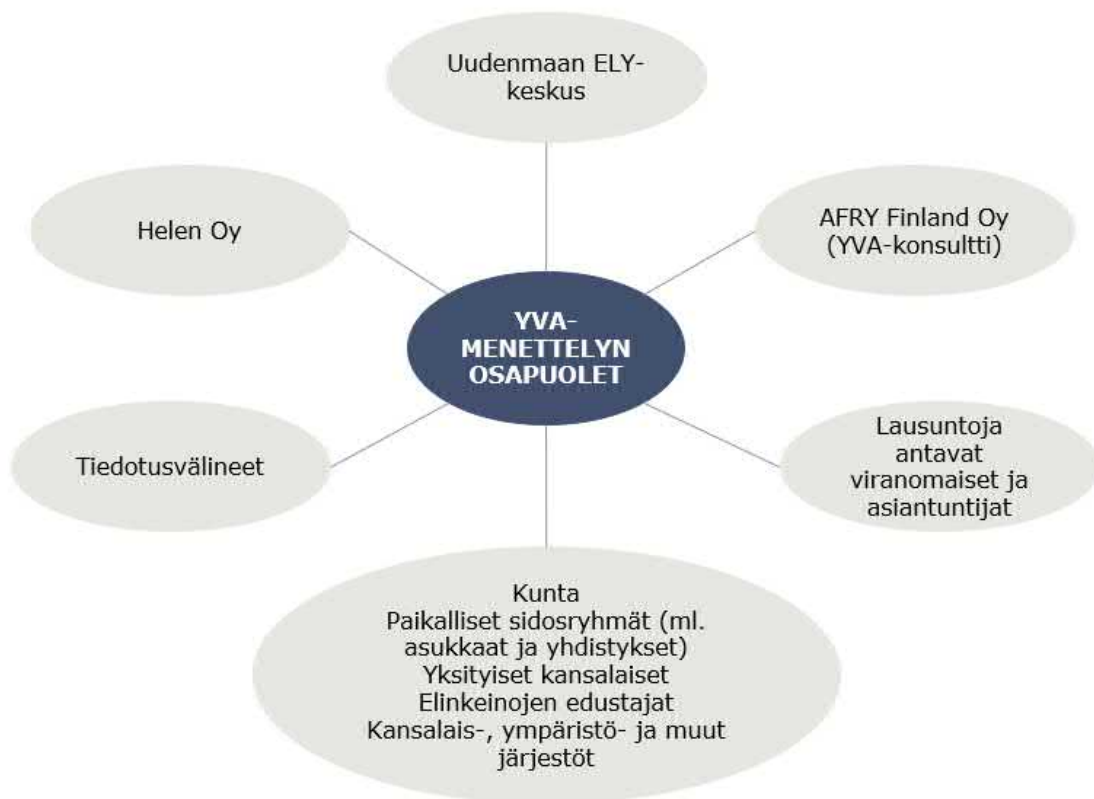 Uudenmaan ELY-
keskus
Helen Oy
AFRY Finland Oy
(YVA-konsultti)
YVA-
MENETTELYN
OSAPUOLET
Tiedotusvälineet
Lausuntoja
antavat
viranomaiset ja
asiantuntijat
Kunta
Paikalliset sidosryhmät (ml.
asukkaat ja yhdistykset)
Yksityiset kansalaiset
Elinkeinojen edustajat
Kansalais-, ympäristö- ja muut
järjestöt